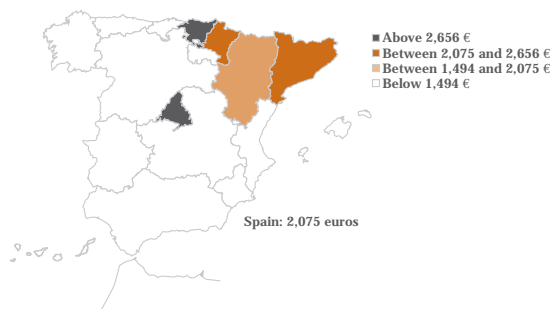 Above 2,656 €
Between 2,075 and 2,656 €
Between 1,494 and 2,075 €
Below 1,494 €
Spain: 2,075 euros